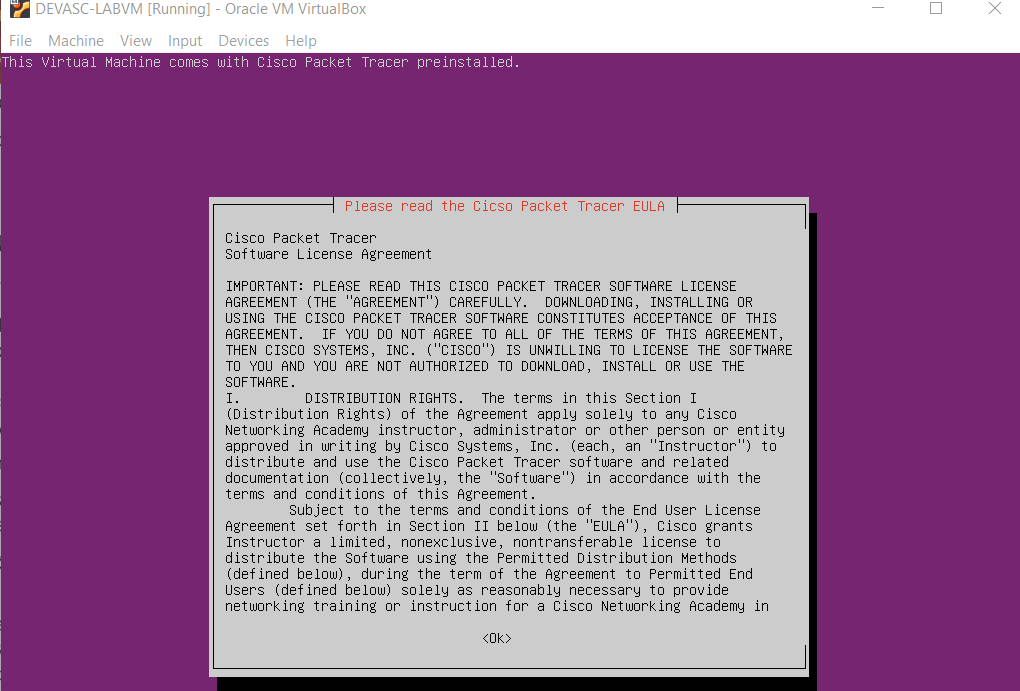 DEVASC-LABVM [Running] - Oracle VM VirtualBox
File Machine View Input Devices Help
This Virtual Machine comes with Cisco Packet Tracer preinstalled.
Please read the Cicso Packet Tracer EULA
Cisco Packet Tracer
Software License Agreement
IMPORTANT: PLEASE READ THIS CISCO PACKET TRACER SOFTWARE LICENSE
AGREEMENT (THE "AGREEMENT") CAREFULLY.  DOWNLOADING, INSTALLING OR
USING THE CISCO PACKET TRACER SOFTWARE CONSTITUTES ACCEPTANCE OF THIS
AGREEMENT.  IF YOU DO NOT AGREE TO ALL OF THE TERMS OF THIS AGREEMENT,
THEN CISCO SYSTEMS, INC. ("CISCO") IS UNWILLING TO LICENSE THE SOFTWARE
TO YOU AND YOU ARE NOT AUTHORIZED TO DOWNLOAD, INSTALL OR USE THE
SOFTWARE.
I.        DISTRIBUTION RIGHTS.  The terms in this Section I
(Distribution Rights) of the Agreement apply solely to any Cisco
Networking Academy instructor, administrator or other person or entity
approved in writing by Cisco Systems, Inc. (each, an "Instructor") to
distribute and use the Cisco Packet Tracer software and related
documentation (collectively, the "Software") in accordance with the
terms and conditions of this Agreement.
Subject to the terms and conditions of the End User License
Agreement set forth in Section II below (the "EULA"), Cisco grants
Instructor a limited, nonexclusive, nontransferable license to
distribute the Software using the Permitted Distribution Methods
(defined below), during the term of the Agreement to Permitted End
Users (defined below) solely as reasonably necessary to provide
networking training or instruction for a Cisco Networking Academy in
<Ok>